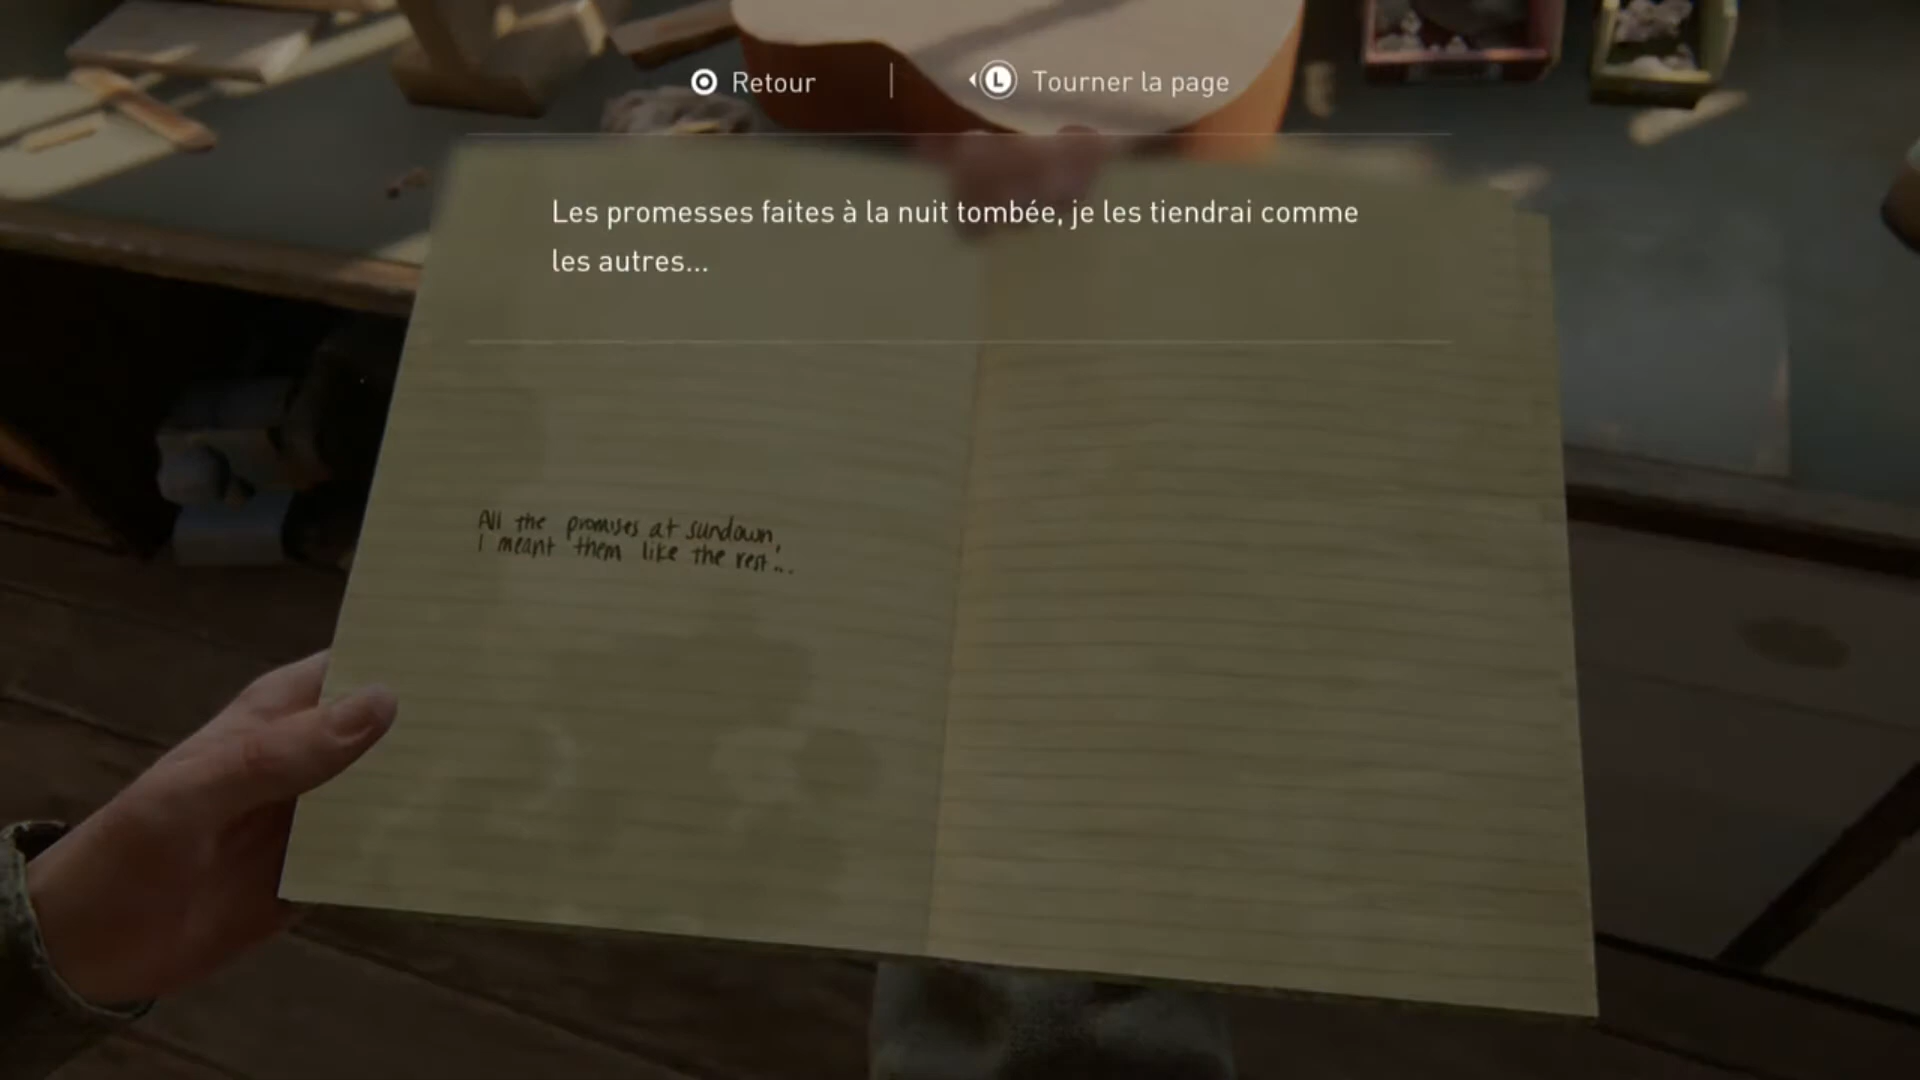 Retour
L Tourner la page
Les promesses faites à la nuit tombée, je les tiendrai comme
les autres...
All the promises at sundown,
I meant them like the rest...